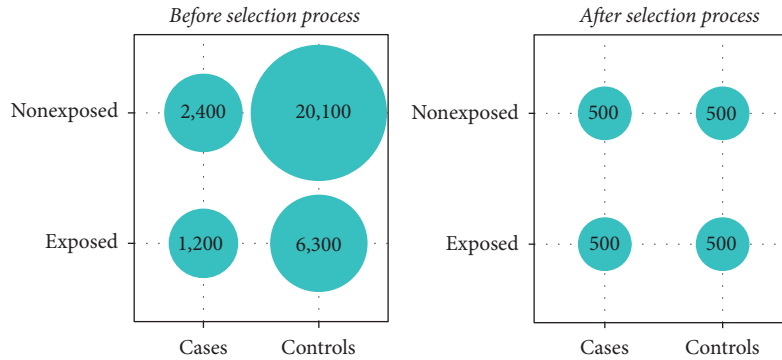 Before selection process
Nonexposed
2,400
20,100
Exposed
1,200
6,300
Cases
Controls
After selection process
Nonexposed
500
500
Exposed
500
500
Cases
Controls